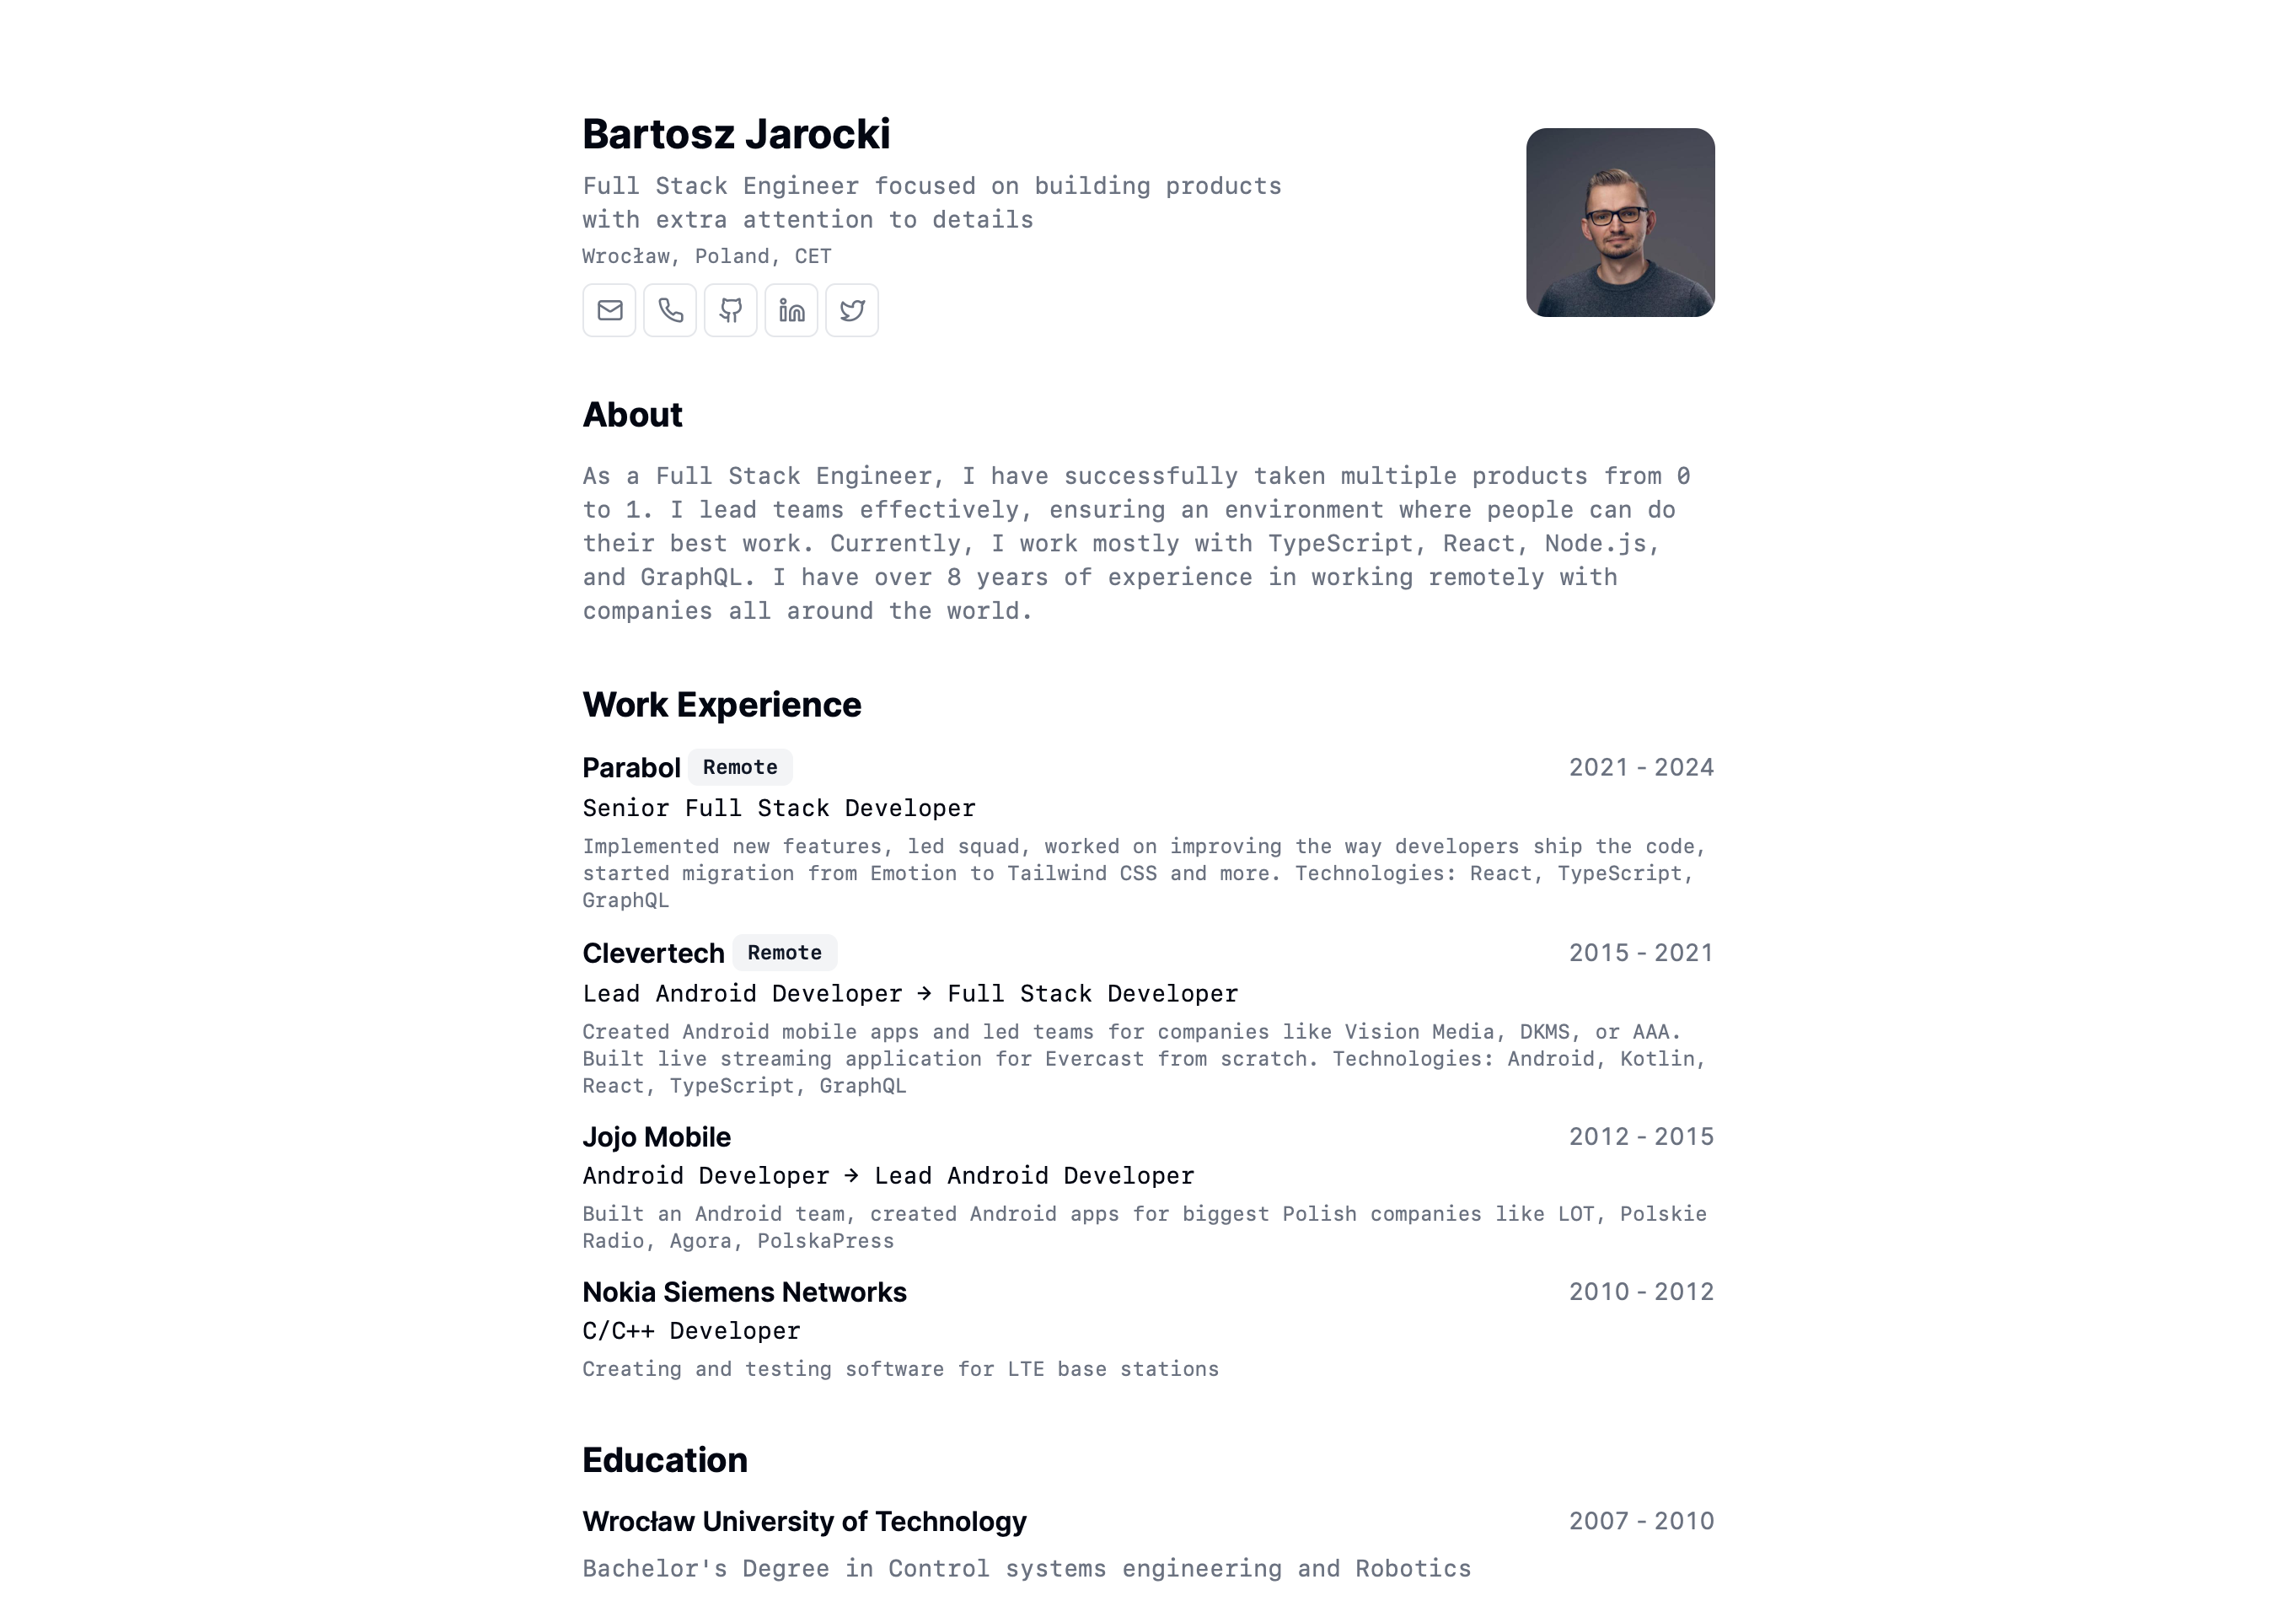 Bartosz Jarocki
Full Stack Engineer focused on building products
with extra attention to details
Wrocław, Poland, CET
About
As a Full Stack Engineer, I have successfully taken multiple products from 0
to 1. I lead teams effectively, ensuring an environment where people can do
their best work. Currently, I work mostly with TypeScript, React, Node.js,
and GraphQL. I have over 8 years of experience in working remotely with
companies all around the world.
Work Experience
Parabol Remote 2021 - 2024
Senior Full Stack Developer
Implemented new features, led squad, worked on improving the way developers ship the code,
started migration from Emotion to Tailwind CSS and more. Technologies: React, TypeScript,
GraphQL
Clevertech Remote 2015 - 2021
Lead Android Developer → Full Stack Developer
Created Android mobile apps and led teams for companies like Vision Media, DKMS, or AAA.
Built live streaming application for Evercast from scratch. Technologies: Android, Kotlin,
React, TypeScript, GraphQL
Jojo Mobile 2012 - 2015
Android Developer → Lead Android Developer
Built an Android team, created Android apps for biggest Polish companies like LOT, Polskie
Radio, Agora, PolskaPress
Nokia Siemens Networks 2010 - 2012
C/C++ Developer
Creating and testing software for LTE base stations
Education
Wrocław University of Technology 2007 - 2010
Bachelor's Degree in Control systems engineering and Robotics